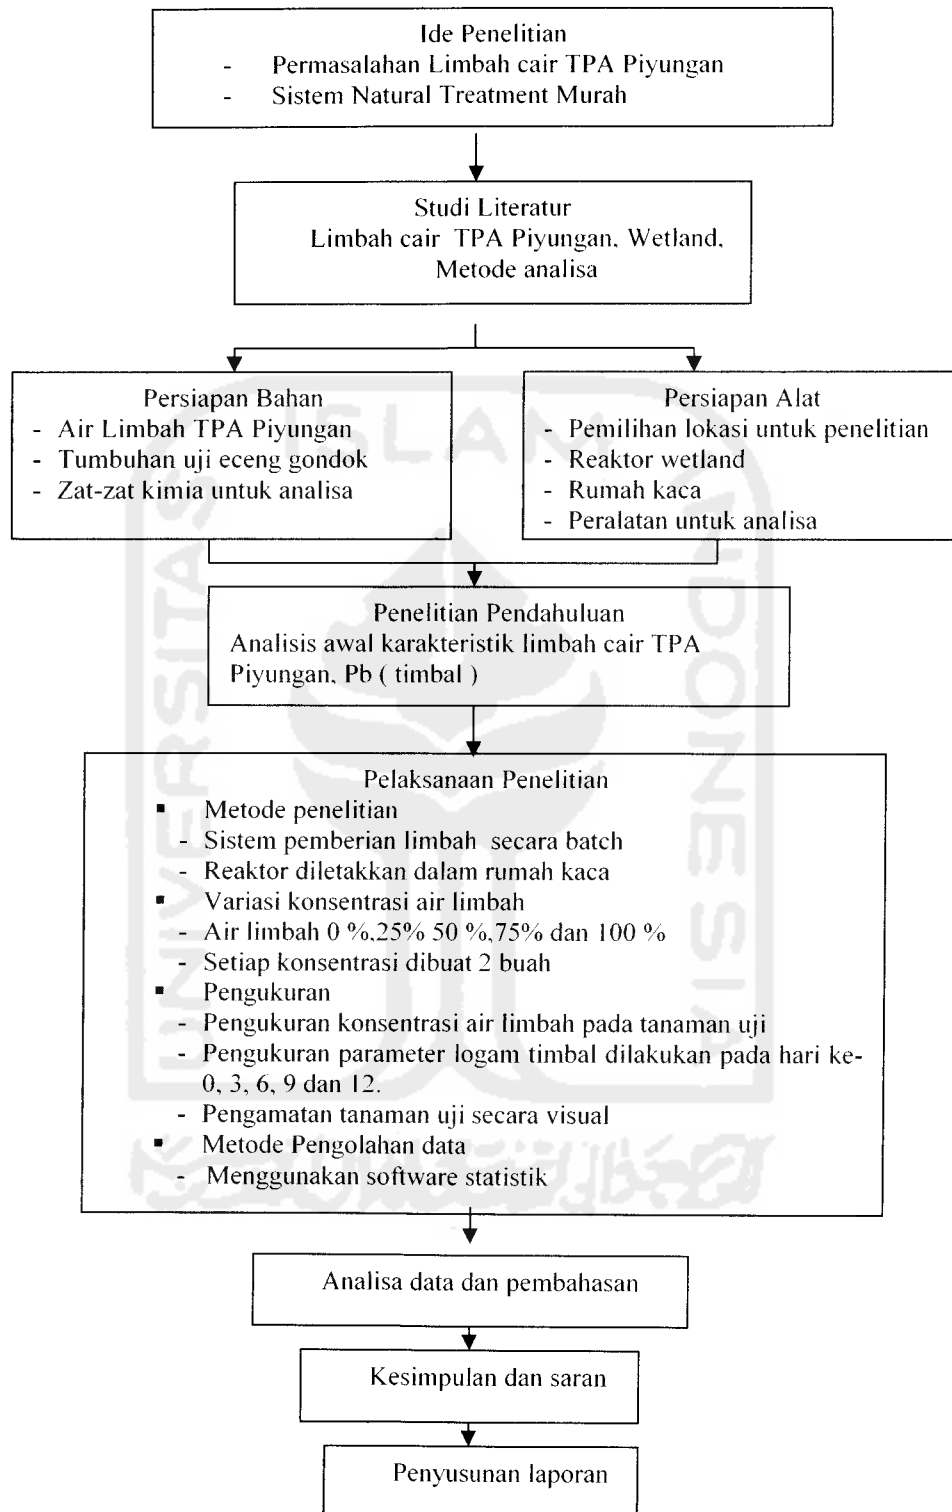 Ide Penelitian
- Permasalahan Limbah cair TPA Piyungan
- Sistem Natural Treatment Murah
Studi Literatur
Limbah cair TPA Piyungan, Wetland,
Metode analisa
Persiapan Bahan
- Air Limbah TPA Piyungan
- Tumbuhan uji eceng gondok
- Zat-zat kimia untuk analisa
Persiapan Alat
- Pemilihan lokasi untuk penelitian
- Reaktor wetland
- Rumah kaca
- Peralatan untuk analisa
Penelitian Pendahuluan
Analisis awal karakteristik limbah cair TPA
Piyungan, Pb ( timbal )
Pelaksanaan Penelitian
▪ Metode penelitian
- Sistem pemberian limbah secara batch
- Reaktor diletakkan dalam rumah kaca
▪ Variasi konsentrasi air limbah
- Air limbah 0 %,25% 50 %,75% dan 100 %
- Setiap konsentrasi dibuat 2 buah
▪ Pengukuran
- Pengukuran konsentrasi air limbah pada tanaman uji
- Pengukuran parameter logam timbal dilakukan pada hari ke-
0, 3, 6, 9 dan 12.
- Pengamatan tanaman uji secara visual
▪ Metode Pengolahan data
- Menggunakan software statistik
Analisa data dan pembahasan
Kesimpulan dan saran
Penyusunan laporan
UNIVERSITAS
ISLAM
INDONESIA